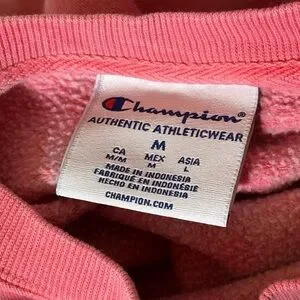 Champion
AUTHENTIC ATHLETICWEAR
M
CA MEX ASIA
M/M M L
MADE IN INDONESIA
FABRIQUÉ EN INDONÉSIE
HECHO EN INDONESIA
CHAMPION.COM